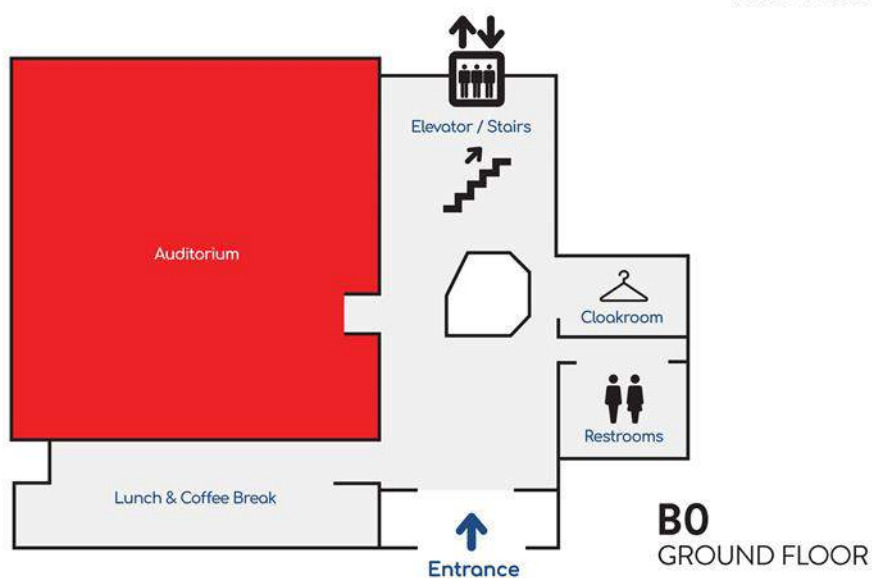 Elevator / Stairs
Auditorium
Cloakroom
Restrooms
Lunch & Coffee Break
Entrance
B0
GROUND FLOOR